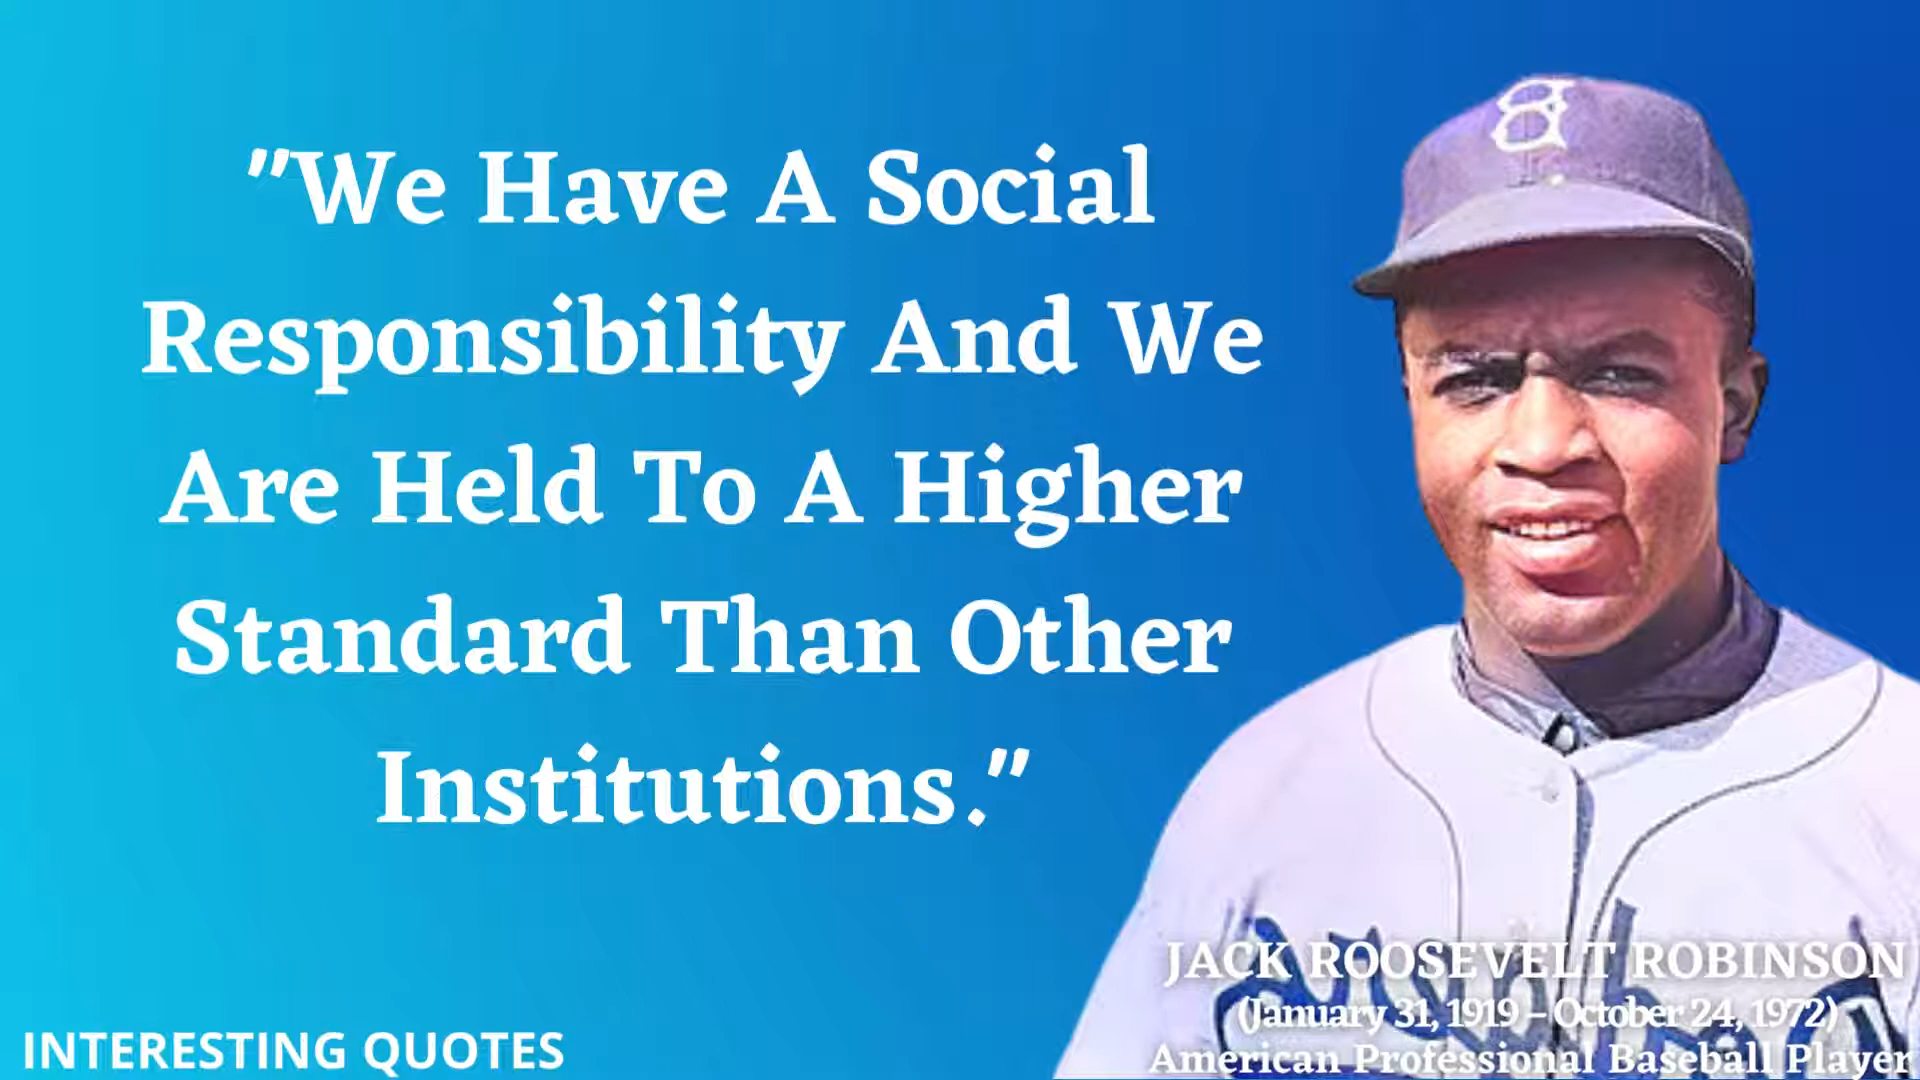 "We Have A Social
Responsibility And We
Are Held To A Higher
Standard Than Other
Institutions."
B
JACK ROOSEVELT ROBINSON
(January 31, 1919 – October 24, 1972)
American Professional Baseball Player
INTERESTING QUOTES